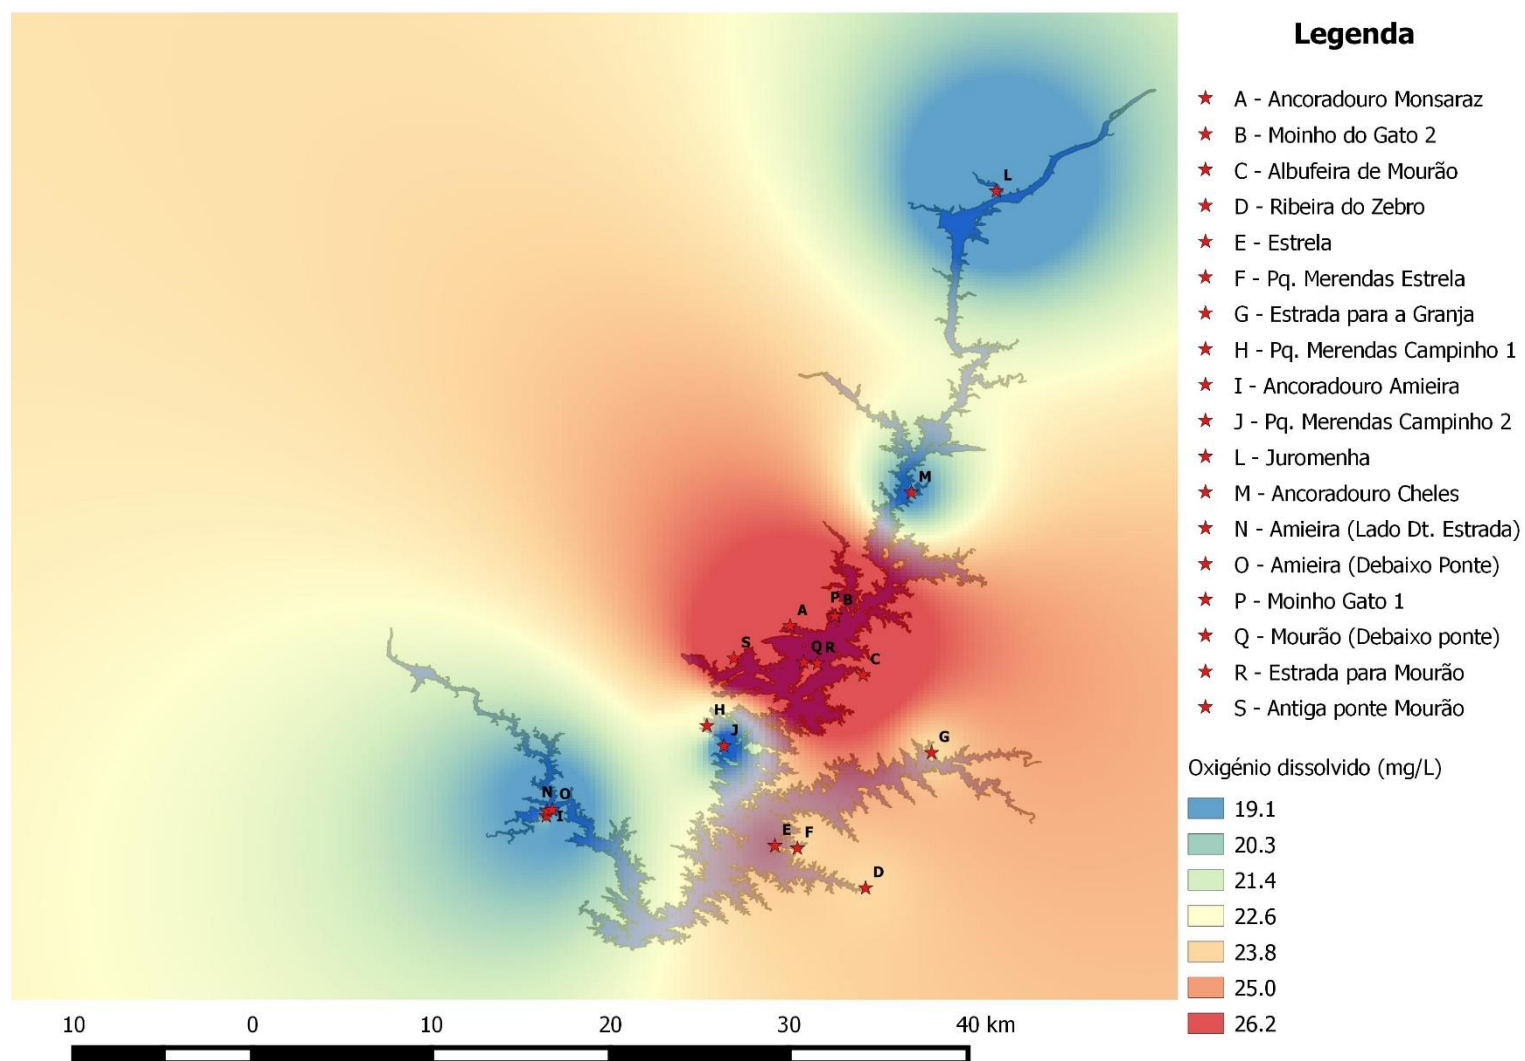 Legenda
A - Ancoradouro Monsaraz
B - Moinho do Gato 2
C - Albufeira de Mourão
D - Ribeira do Zebro
E - Estrela
F - Pq. Merendas Estrela
G - Estrada para a Granja
H - Pq. Merendas Campinho 1
I - Ancoradouro Amieira
J - Pq. Merendas Campinho 2
L - Juromenha
M - Ancoradouro Cheles
N - Amieira (Lado Dt. Estrada)
O - Amieira (Debaixo Ponte)
P - Moinho Gato 1
Q - Mourão (Debaixo ponte)
R - Estrada para Mourão
S - Antiga ponte Mourão
Oxigénio dissolvido (mg/L)
19.1
20.3
21.4
22.6
23.8
25.0
26.2
L
M
P B
A
S
Q R
C
H
J
G
N O
I
E
F
D
10 0 10 20 30 40 km